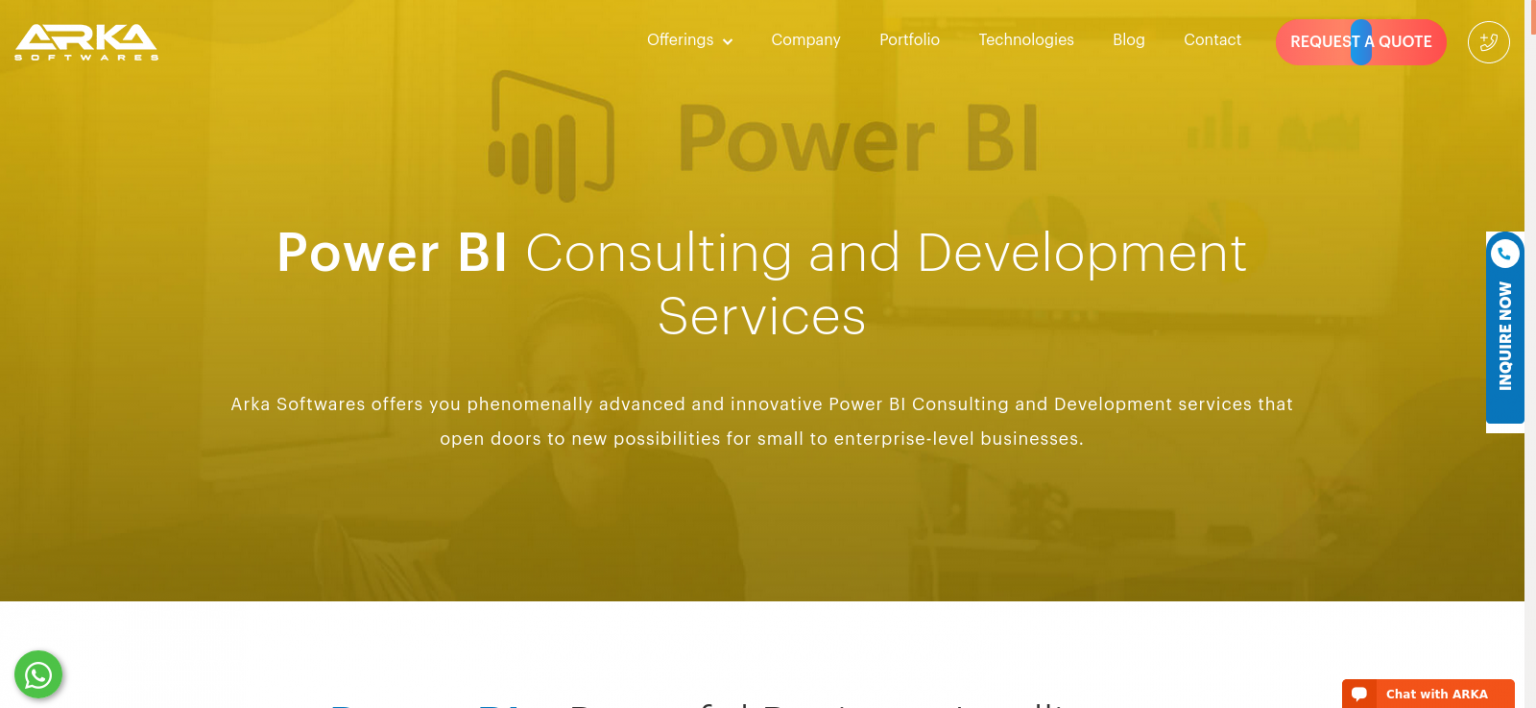 ARKA
SOFTWARES
Offerings
Company
Portfolio
Technologies
Blog
Contact
REQUEST A QUOTE
Power BI
Power BI Consulting and Development
Services
Arka Softwares offers you phenomenally advanced and innovative Power BI Consulting and Development services that
open doors to new possibilities for small to enterprise-level businesses.
INQUIRE NOW
Chat with ARKA